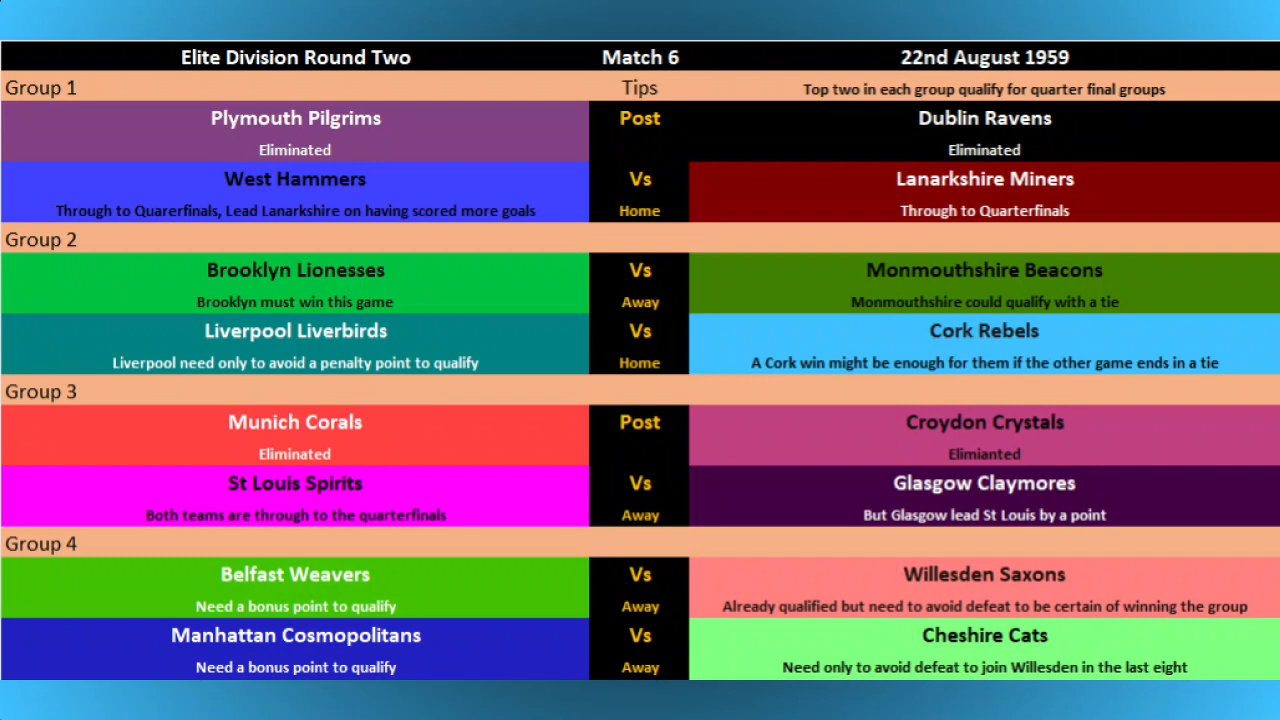 Elite Division Round Two Match 6 22nd August 1959
Group 1 Tips Top two in each group qualify for quarter final groups
Plymouth Pilgrims Post Dublin Ravens
Eliminated Eliminated
West Hammers Vs Lanarkshire Miners
Through to Quarerfinals, Lead Lanarkshire on having scored more goals Home Through to Quarterfinals
Group 2
Brooklyn Lionesses Vs Monmouthshire Beacons
Brooklyn must win this game Away Monmouthshire could qualify with a tie
Liverpool Liverbirds Vs Cork Rebels
Liverpool need only to avoid a penalty point to qualify Home A Cork win might be enough for them if the other game ends in a tie
Group 3
Munich Corals Post Croydon Crystals
Eliminated Elimianted
St Louis Spirits Vs Glasgow Claymores
Both teams are through to the quarterfinals Away But Glasgow lead St Louis by a point
Group 4
Belfast Weavers Vs Willesden Saxons
Need a bonus point to qualify Away Already qualified but need to avoid defeat to be certain of winning the group
Manhattan Cosmopolitans Vs Cheshire Cats
Need a bonus point to qualify Away Need only to avoid defeat to join Willesden in the last eight